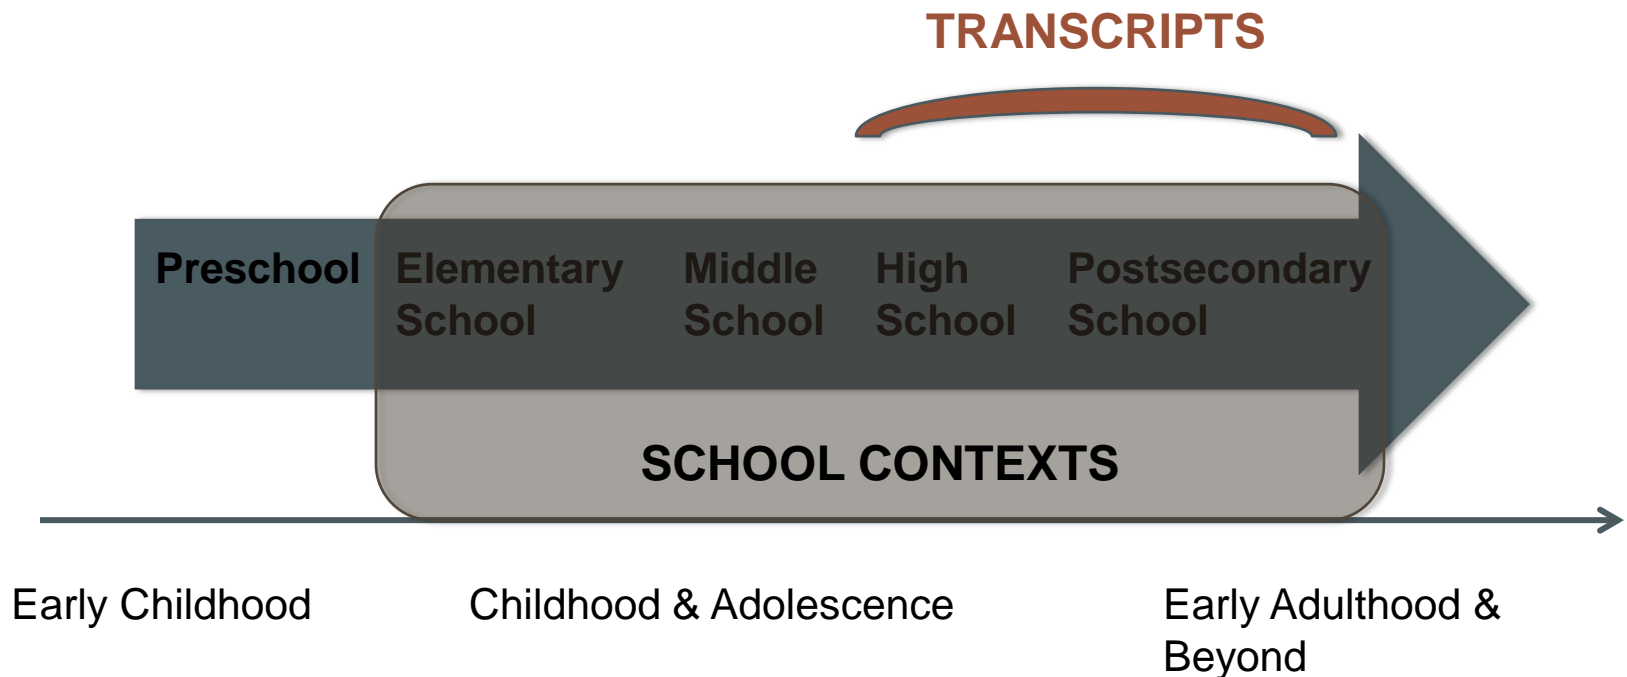 TRANSCRIPTS
Preschool
Elementary
School
Middle
School
High
School
Postsecondary
School
SCHOOL CONTEXTS
Early Childhood
Childhood & Adolescence
Early Adulthood &
Beyond